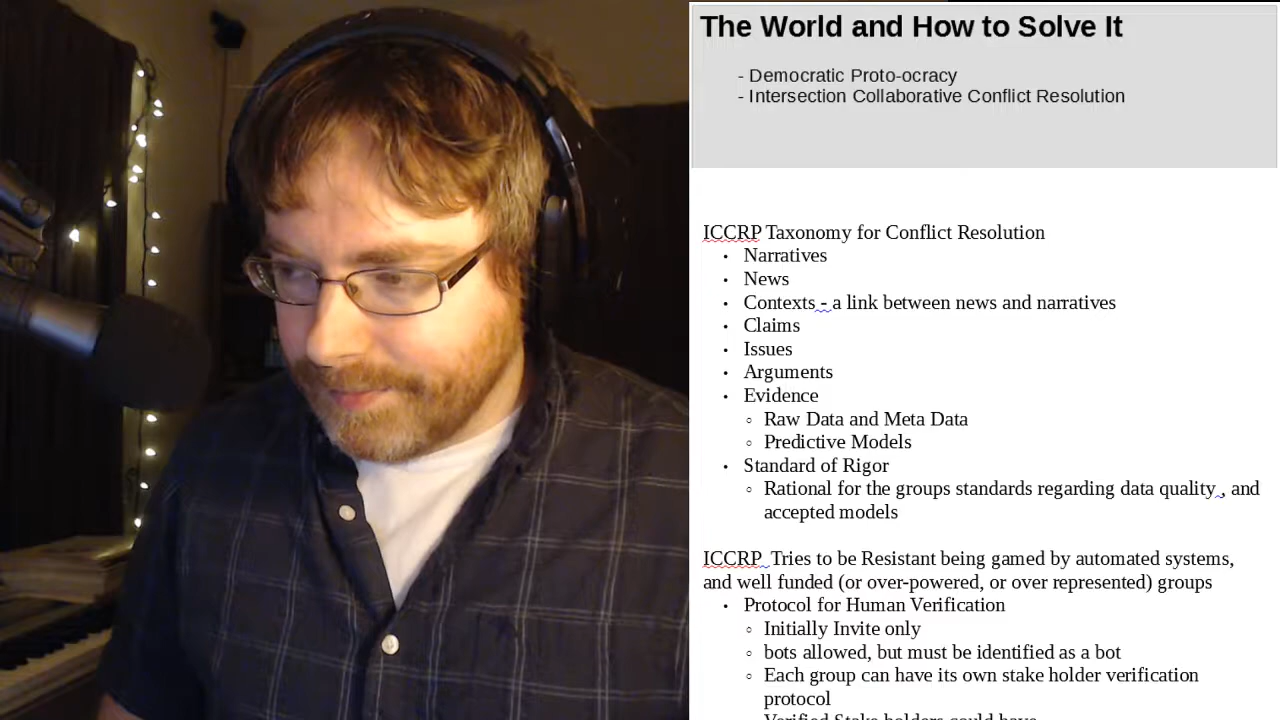 The World and How to Solve It
- Democratic Proto-ocracy
- Intersection Collaborative Conflict Resolution
ICCRP Taxonomy for Conflict Resolution
• Narratives
• News
• Contexts - a link between news and narratives
• Claims
• Issues
• Arguments
• Evidence
◦ Raw Data and Meta Data
◦ Predictive Models
• Standard of Rigor
◦ Rational for the groups standards regarding data quality , and
accepted models
ICCRP Tries to be Resistant being gamed by automated systems,
and well funded (or over-powered, or over represented) groups
• Protocol for Human Verification
◦ Initially Invite only
◦ bots allowed, but must be identified as a bot
◦ Each group can have its own stake holder verification
protocol
Verified Stake holders could have